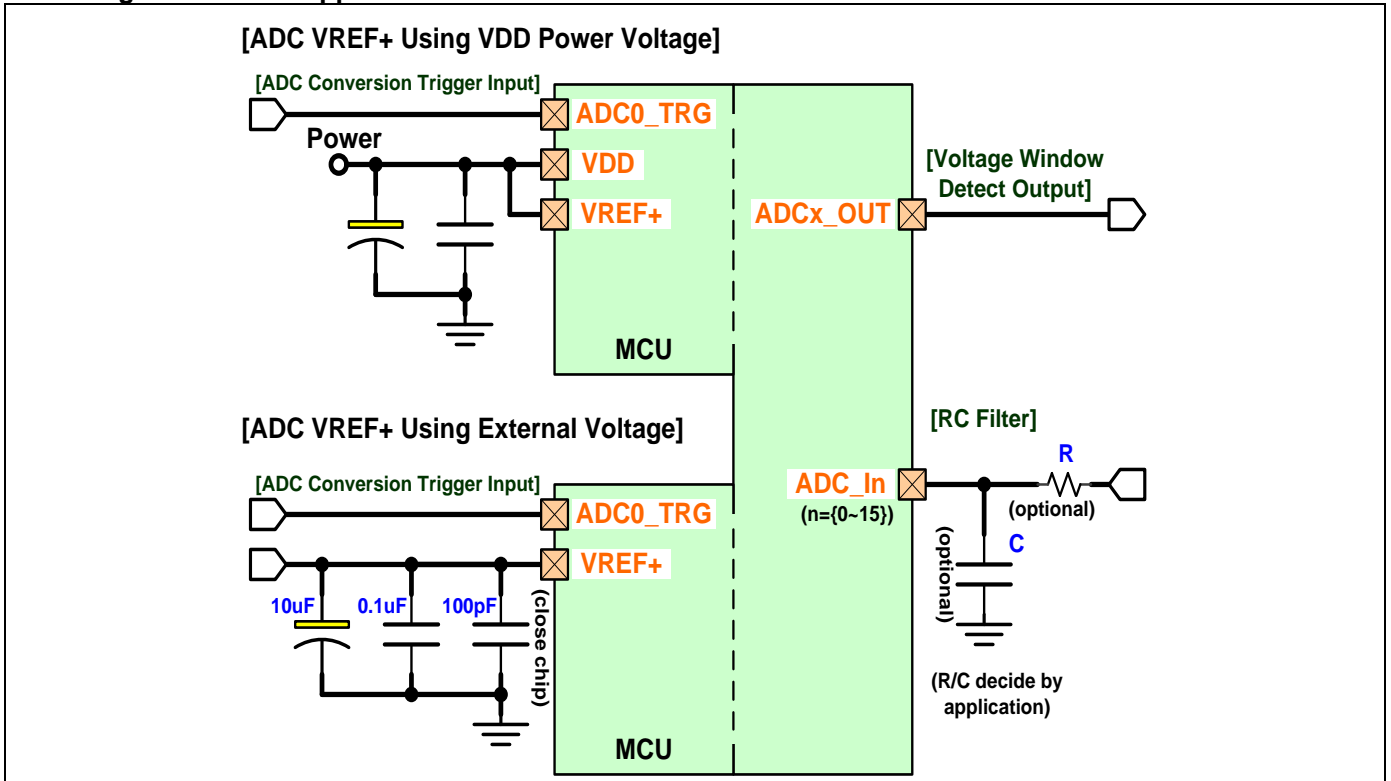 [ADC VREF+ Using VDD Power Voltage]
[ADC Conversion Trigger Input]
ADC0_TRG
Power
VDD
VREF+
MCU
[Voltage Window
Detect Output]
ADCx_OUT
[ADC VREF+ Using External Voltage]
[ADC Conversion Trigger Input]
ADC0_TRG
VREF+
10uF
0.1uF
100pF
(close chip)
MCU
[RC Filter]
R
ADC_In
(n={0~15})
(optional)
C
(optional)
(R/C decide by
application)